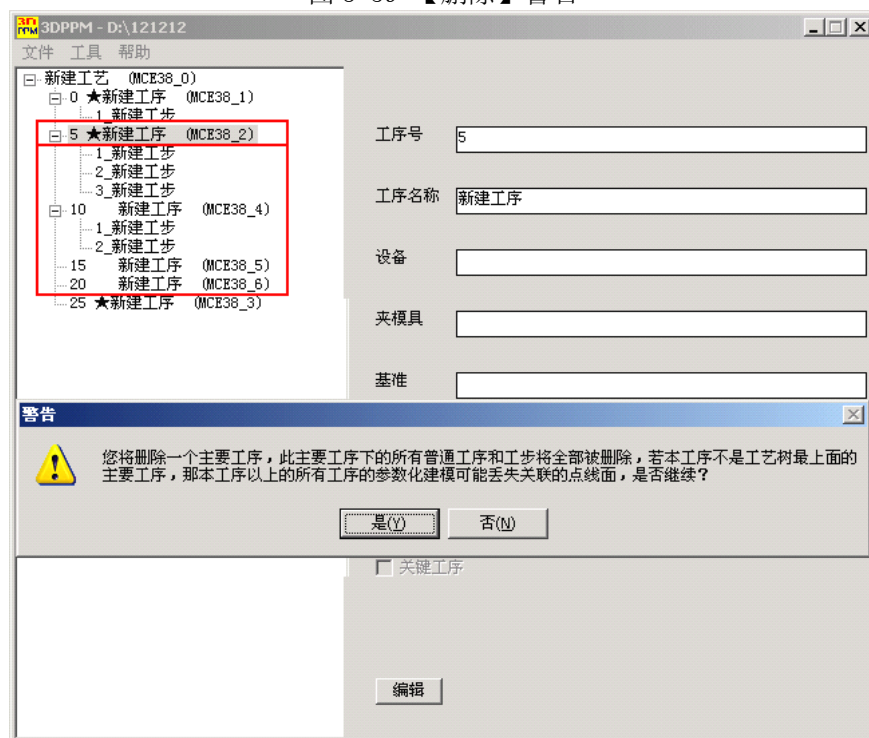 3DPPM - D:\121212
文件 工具 帮助
新建工艺 (MCE38_0)
0 ★新建工序 (MCE38_1)
1_新建工步
5 ★新建工序 (MCE38_2)
1_新建工步
2_新建工步
3_新建工步
10 新建工序 (MCE38_4)
1_新建工步
2_新建工步
15 新建工序 (MCE38_5)
20 新建工序 (MCE38_6)
25 ★新建工序 (MCE38_3)
工序号 5
工序名称 新建工序
设备
夹模具
基准
警告
您将删除一个主要工序，此主要工序下的所有普通工序和工步将全部被删除，若本工序不是工艺树最上面的
主要工序，那本工序以上的所有工序的参数化建模可能丢失关联的点线面，是否继续？
是(Y) 否(N)
关键工序
编辑